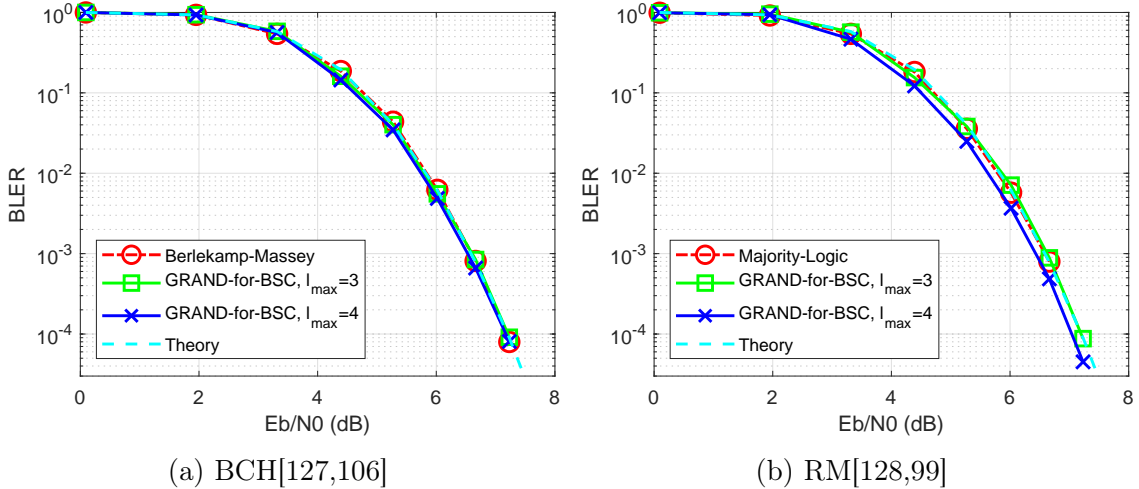 10^0
10^-1
10^-2
10^-3
10^-4
BLER
Berlekamp-Massey
GRAND-for-BSC, l_max=3
GRAND-for-BSC, l_max=4
Theory
0 2 4 6 8
Eb/N0 (dB)
(a) BCH[127,106]
10^0
10^-1
10^-2
10^-3
10^-4
BLER
Majority-Logic
GRAND-for-BSC, l_max=3
GRAND-for-BSC, l_max=4
Theory
0 2 4 6 8
Eb/N0 (dB)
(b) RM[128,99]